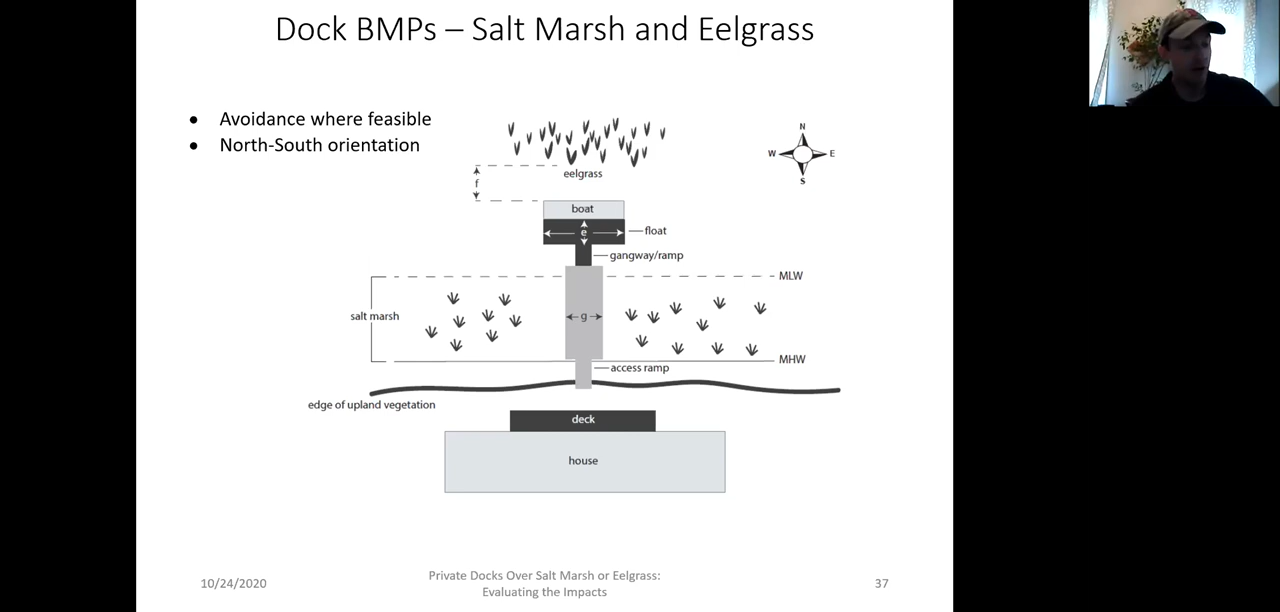 Dock BMPs – Salt Marsh and Eelgrass
● Avoidance where feasible
● North-South orientation
N
W
E
S
eelgrass
f
boat
e
float
gangway/ramp
MLW
salt marsh
g
MHW
access ramp
edge of upland vegetation
deck
house
10/24/2020
Private Docks Over Salt Marsh or Eelgrass:
Evaluating the Impacts
37